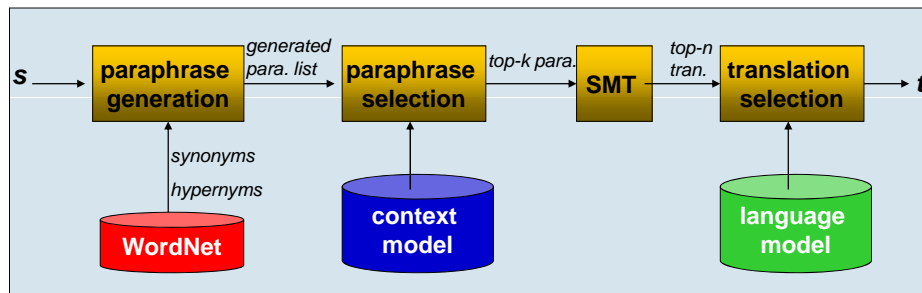 s
paraphrase
generation
generated
para. list
paraphrase
selection
top-k para.
SMT
top-n
tran.
translation
selection
t
synonyms
hypernyms
WordNet
context
model
language
model